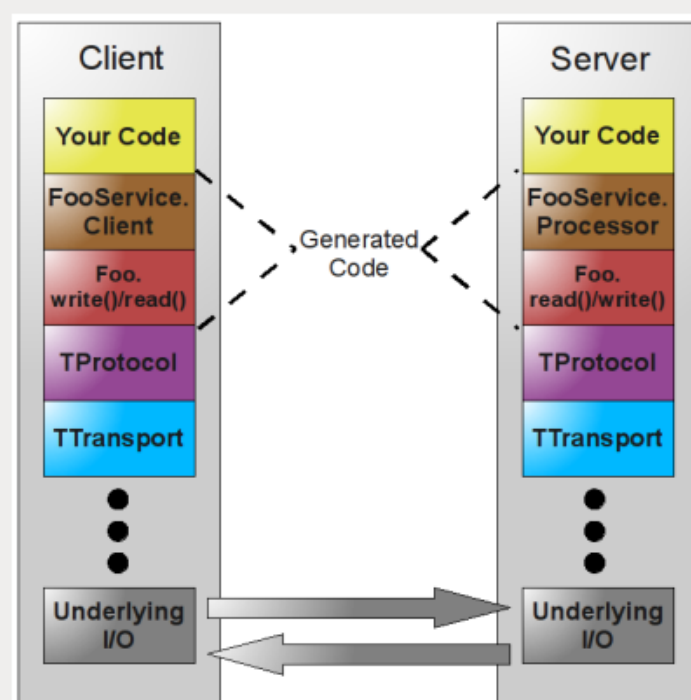 Client
Your Code
FooService.
Client
Foo.
write()/read()
TProtocol
TTransport
Underlying
I/O
Generated
Code
Server
Your Code
FooService.
Processor
Foo.
read()/write()
TProtocol
TTransport
Underlying
I/O